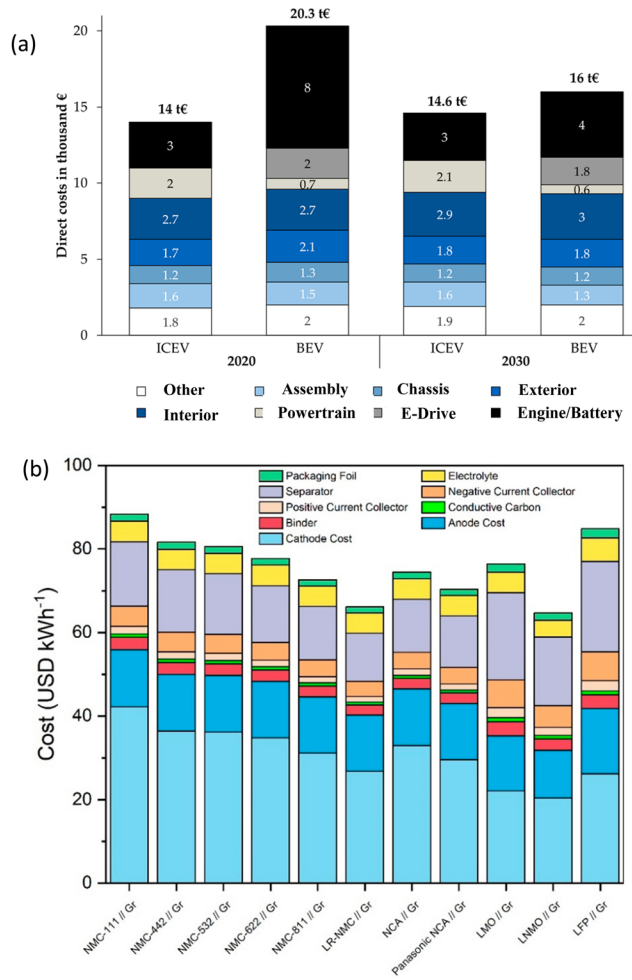 (a)
Direct costs in thousand €
20
15
10
5
0
14 t€
20.3 t€
14.6 t€
16 t€
3
2
2.7
1.7
1.2
1.6
1.8
8
2
0.7
2.7
2.1
1.3
1.5
2
3
2.1
2.9
1.8
1.2
1.6
1.9
4
1.8
0.6
3
1.8
1.2
1.3
2
ICEV BEV ICEV BEV
2020 2030
Other Assembly Chassis Exterior
Interior Powertrain E-Drive Engine/Battery
(b)
Cost (USD kWh⁻¹)
100
80
60
40
20
0
Packaging Foil Electrolyte
Separator Negative Current Collector
Positive Current Collector Conductive Carbon
Binder Anode Cost
Cathode Cost
NMC-111 // Gr
NMC-442 // Gr
NMC-532 // Gr
NMC-622 // Gr
NMC-811 // Gr
LR-NMC // Gr
NCA // Gr
Panasonic NCA // Gr
LMO // Gr
LNMO // Gr
LFP // Gr